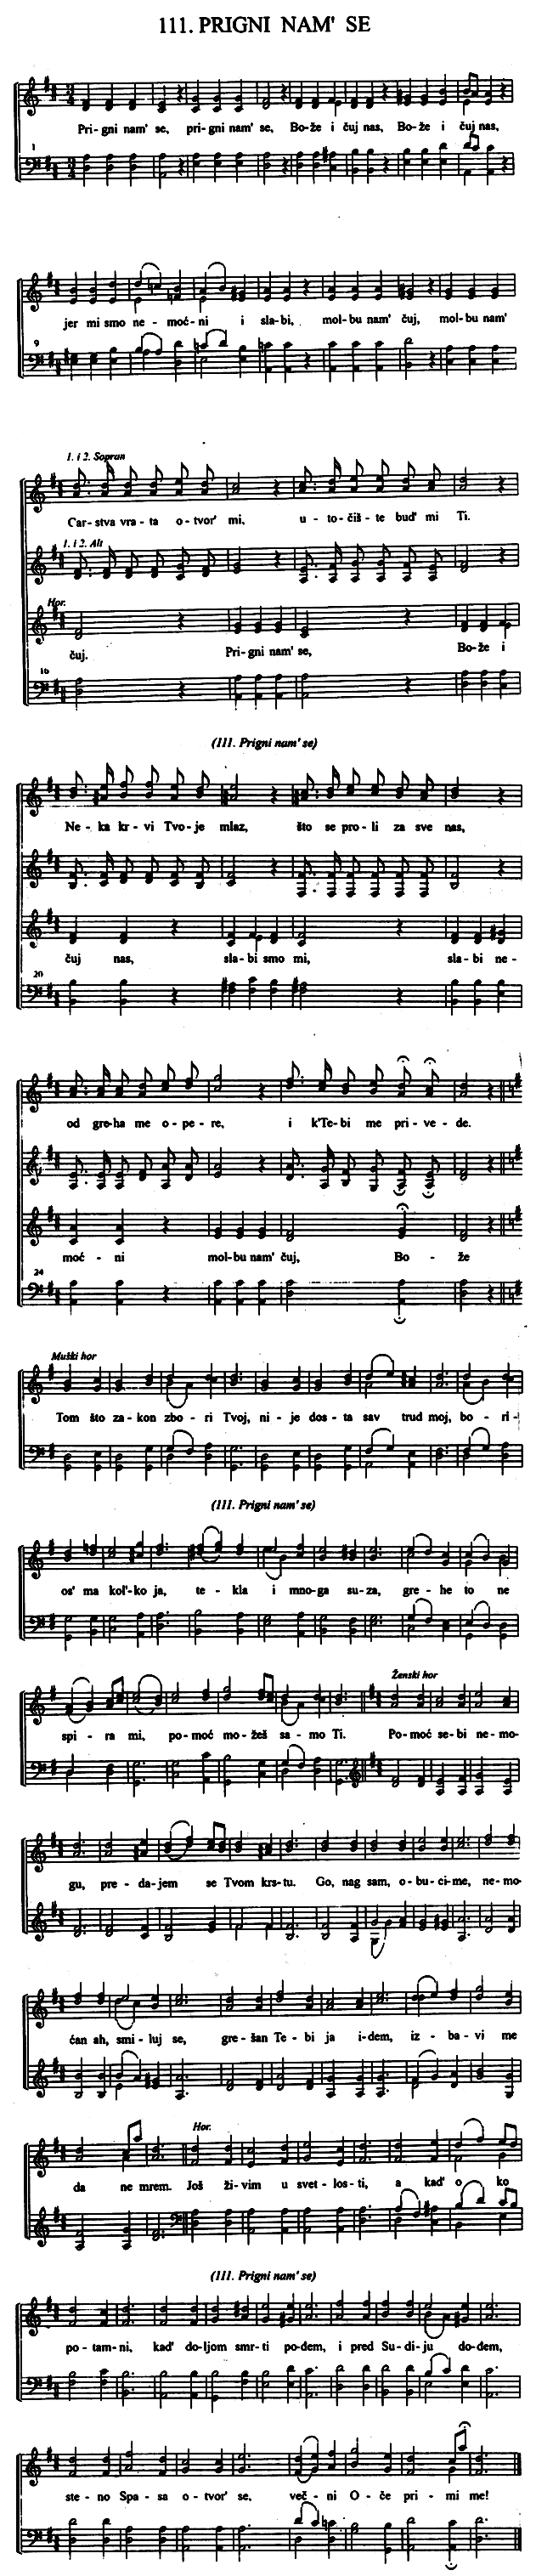 111. PRIGNI NAM' SE
Pri-gni nam' se, pri-gni nam' se, Bo-že i čuj nas, Bo-že i čuj nas,
1
jer mi smo ne-moć-ni i sla-bi, mol-bu nam' čuj, mol-bu nam'
9
1. i 2. Sopran
Car-stva vra-ta o-tvor' mi, u-to-čiš-te bud' mi Ti.
1. i 2. Alt
Hor.
čuj. Pri-gni nam' se, Bo-že i
16
(111. Prigni nam' se)
Ne-ka kr-vi Tvo-je mlaz, što se pro-li za sve nas,
čuj nas, sla-bi smo mi, sla-bi ne-
20
od gre-ha me o-pe-re, i k'Te-bi me pri-ve-de.
moć-ni mol-bu nam' čuj, Bo-že
24
Muški hor
Tom što za-kon zbo-ri Tvoj, ni-je dos-ta sav trud moj, bo-ri-
(111. Prigni nam' se)
os' ma kol'-ko ja, te-kla i mno-ga su-za, gre-he to ne
Ženski hor
spi-ra mi, po-moć mo-žeš sa-mo Ti. Po-moć se-bi ne-mo-
gu, pre-da-jem se Tvom krs-tu. Go, nag sam, o-bu-ci-me, ne-mo-
ćan ah, smi-luj se, gre-šan Te-bi ja i-dem, iz-ba-vi me
Hor.
da ne mrem. Još ži-vim u svet-los-ti, a kad' o ko
(111. Prigni nam' se)
po-tam-ni, kad' do-ljom smr-ti po-đem, i pred Su-di-ju do-đem,
ste-no Spa-sa o-tvor' se, več-ni O-če pri-mi me!